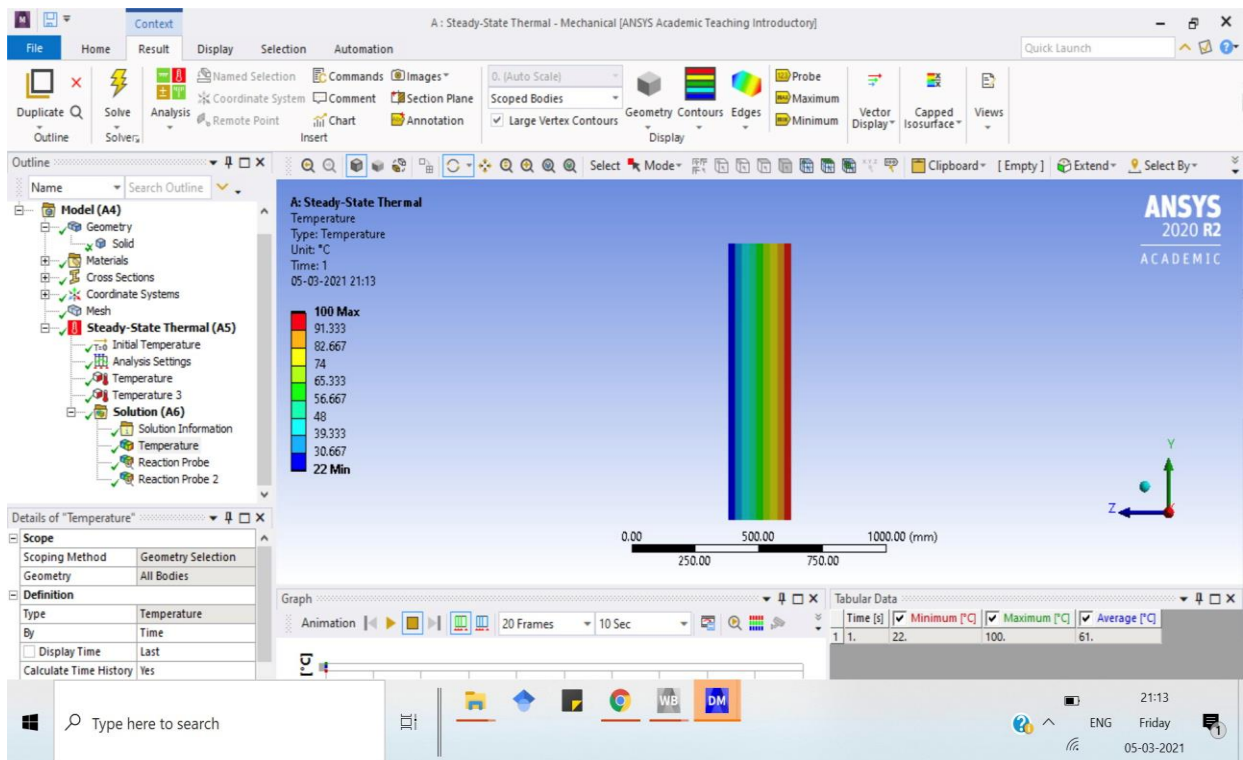 M
Context
A : Steady-State Thermal - Mechanical [ANSYS Academic Teaching Introductory]
File Home Result Display Selection Automation Quick Launch
Duplicate Q
Outline
Solve
Solver
Analysis
Named Selection
Coordinate System
Remote Point
Commands
Comment
Chart
Images
Section Plane
Annotation
Insert
0. (Auto Scale)
Scoped Bodies
Large Vertex Contours
Geometry Contours Edges
Probe
Maximum
Minimum
Display
Vector Display
Capped Isosurface
Views
Outline
Name Search Outline
Select Mode Clipboard [ Empty ] Extend Select By
Model (A4)
Geometry
Solid
Materials
Cross Sections
Coordinate Systems
Mesh
Steady-State Thermal (A5)
Initial Temperature
Analysis Settings
Temperature
Temperature 3
Solution (A6)
Solution Information
Temperature
Reaction Probe
Reaction Probe 2
A: Steady-State Thermal
Temperature
Type: Temperature
Unit: °C
Time: 1
05-03-2021 21:13
100 Max
91.333
82.667
74
65.333
56.667
48
39.333
30.667
22 Min
ANSYS
2020 R2
ACADEMIC
Y
Z
0.00 500.00 1000.00 (mm)
250.00 750.00
Details of "Temperature"
Scope
Scoping Method Geometry Selection
Geometry All Bodies
Definition
Type Temperature
By Time
Display Time Last
Calculate Time History Yes
Graph
Animation 20 Frames 10 Sec
[°C]
Tabular Data
Time [s] Minimum [°C] Maximum [°C] Average [°C]
1 1. 22. 100. 61.
Type here to search
WB
DM
ENG
21:13
Friday
05-03-2021
1